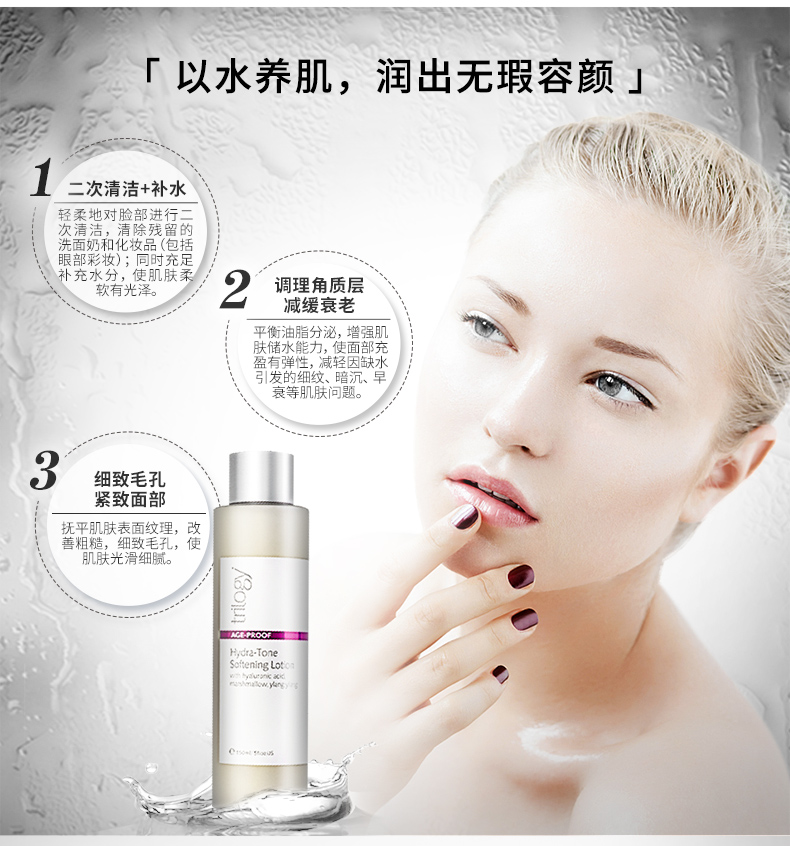 「 以水养肌，润出无瑕容颜 」
1
二次清洁+补水
轻柔地对脸部进行二
次清洁，清除残留的
洗面奶和化妆品（包括
眼部彩妆）；同时充足
补充水分，使肌肤柔
软有光泽。
2
调理角质层
减缓衰老
平衡油脂分泌，增强肌
肤储水能力，使面部充
盈有弹性，减轻因缺水
引发的细纹、暗沉、早
衰等肌肤问题。
3
细致毛孔
紧致面部
抚平肌肤表面纹理，改
善粗糙，细致毛孔，使
肌肤光滑细腻。
trilogy
AGE-PROOF
Hydra-Tone
Softening Lotion
with hyaluronic acid,
marshmallow, ylang ylang